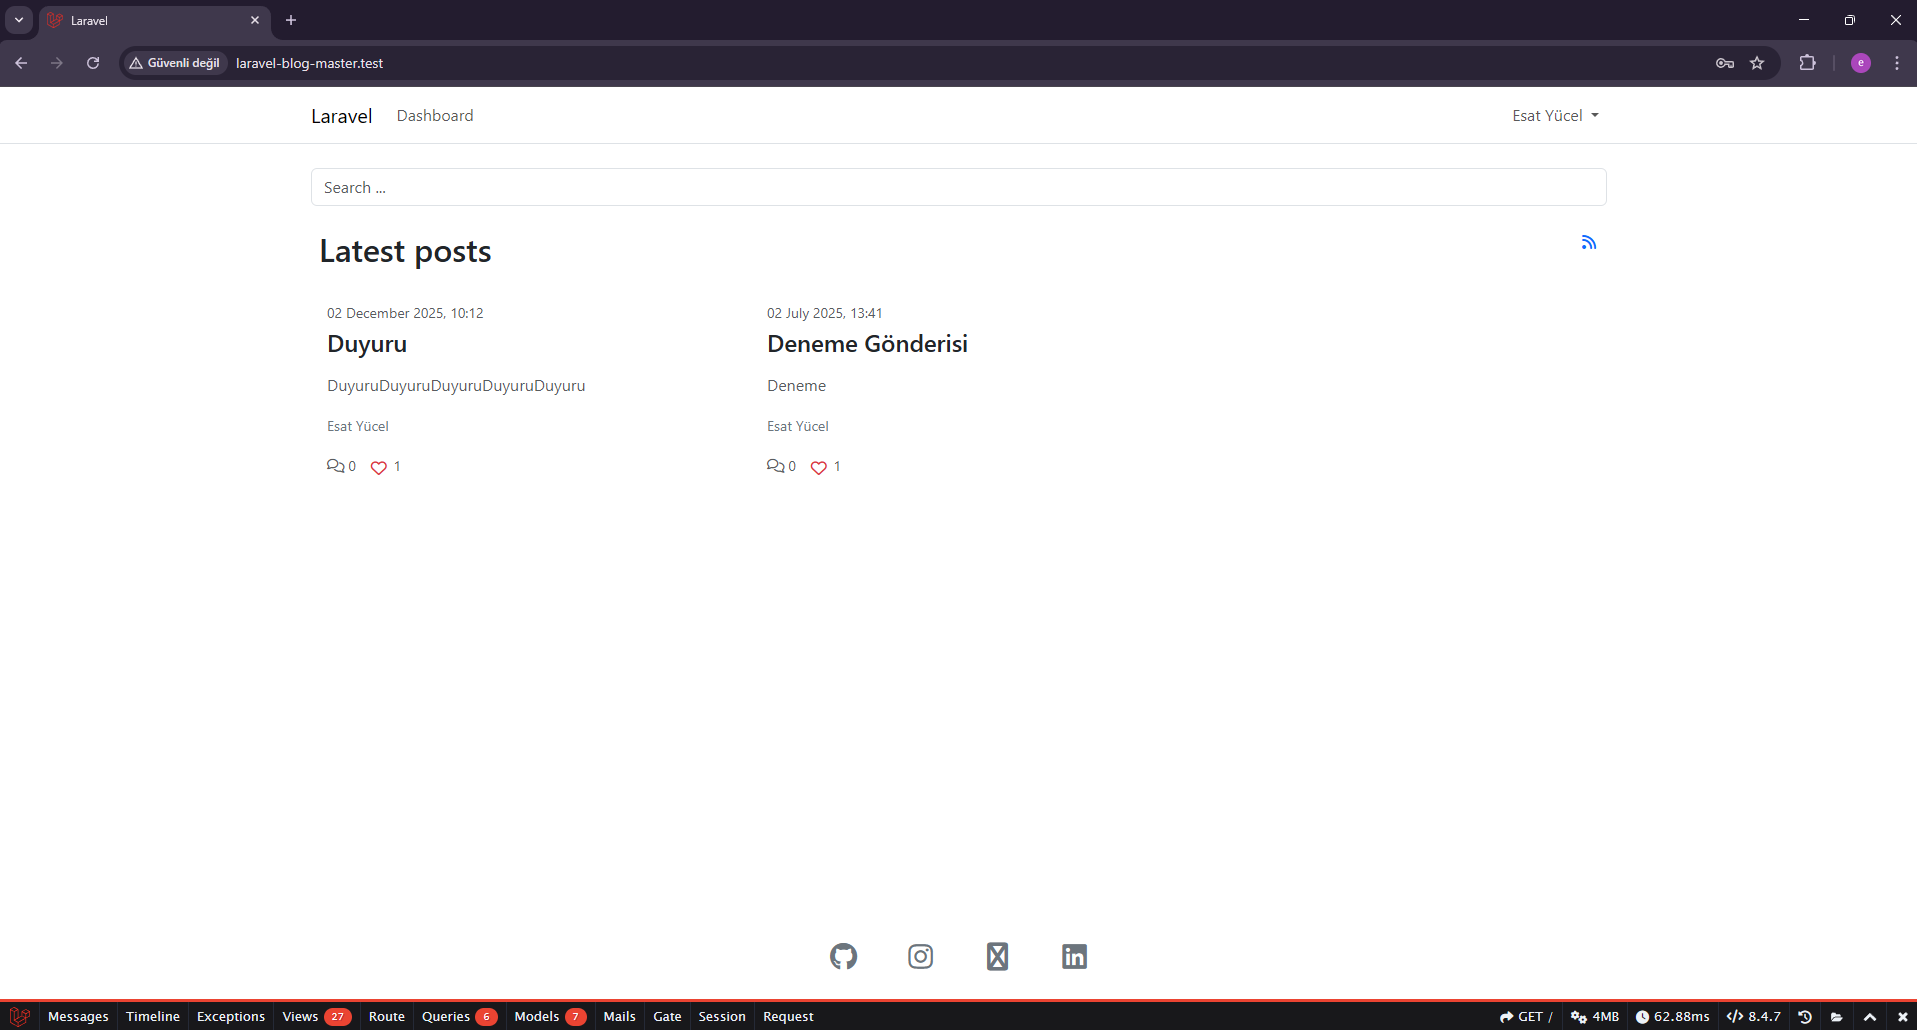 Laravel
Güvenli değil laravel-blog-master.test
e
Laravel Dashboard Esat Yücel
Search ...
Latest posts
02 December 2025, 10:12
Duyuru
DuyuruDuyuruDuyuruDuyuruDuyuru
Esat Yücel
0 1
02 July 2025, 13:41
Deneme Gönderisi
Deneme
Esat Yücel
0 1
in
Messages Timeline Exceptions Views 27 Route Queries 6 Models 7 Mails Gate Session Request GET / 4MB 62.88ms 8.4.7